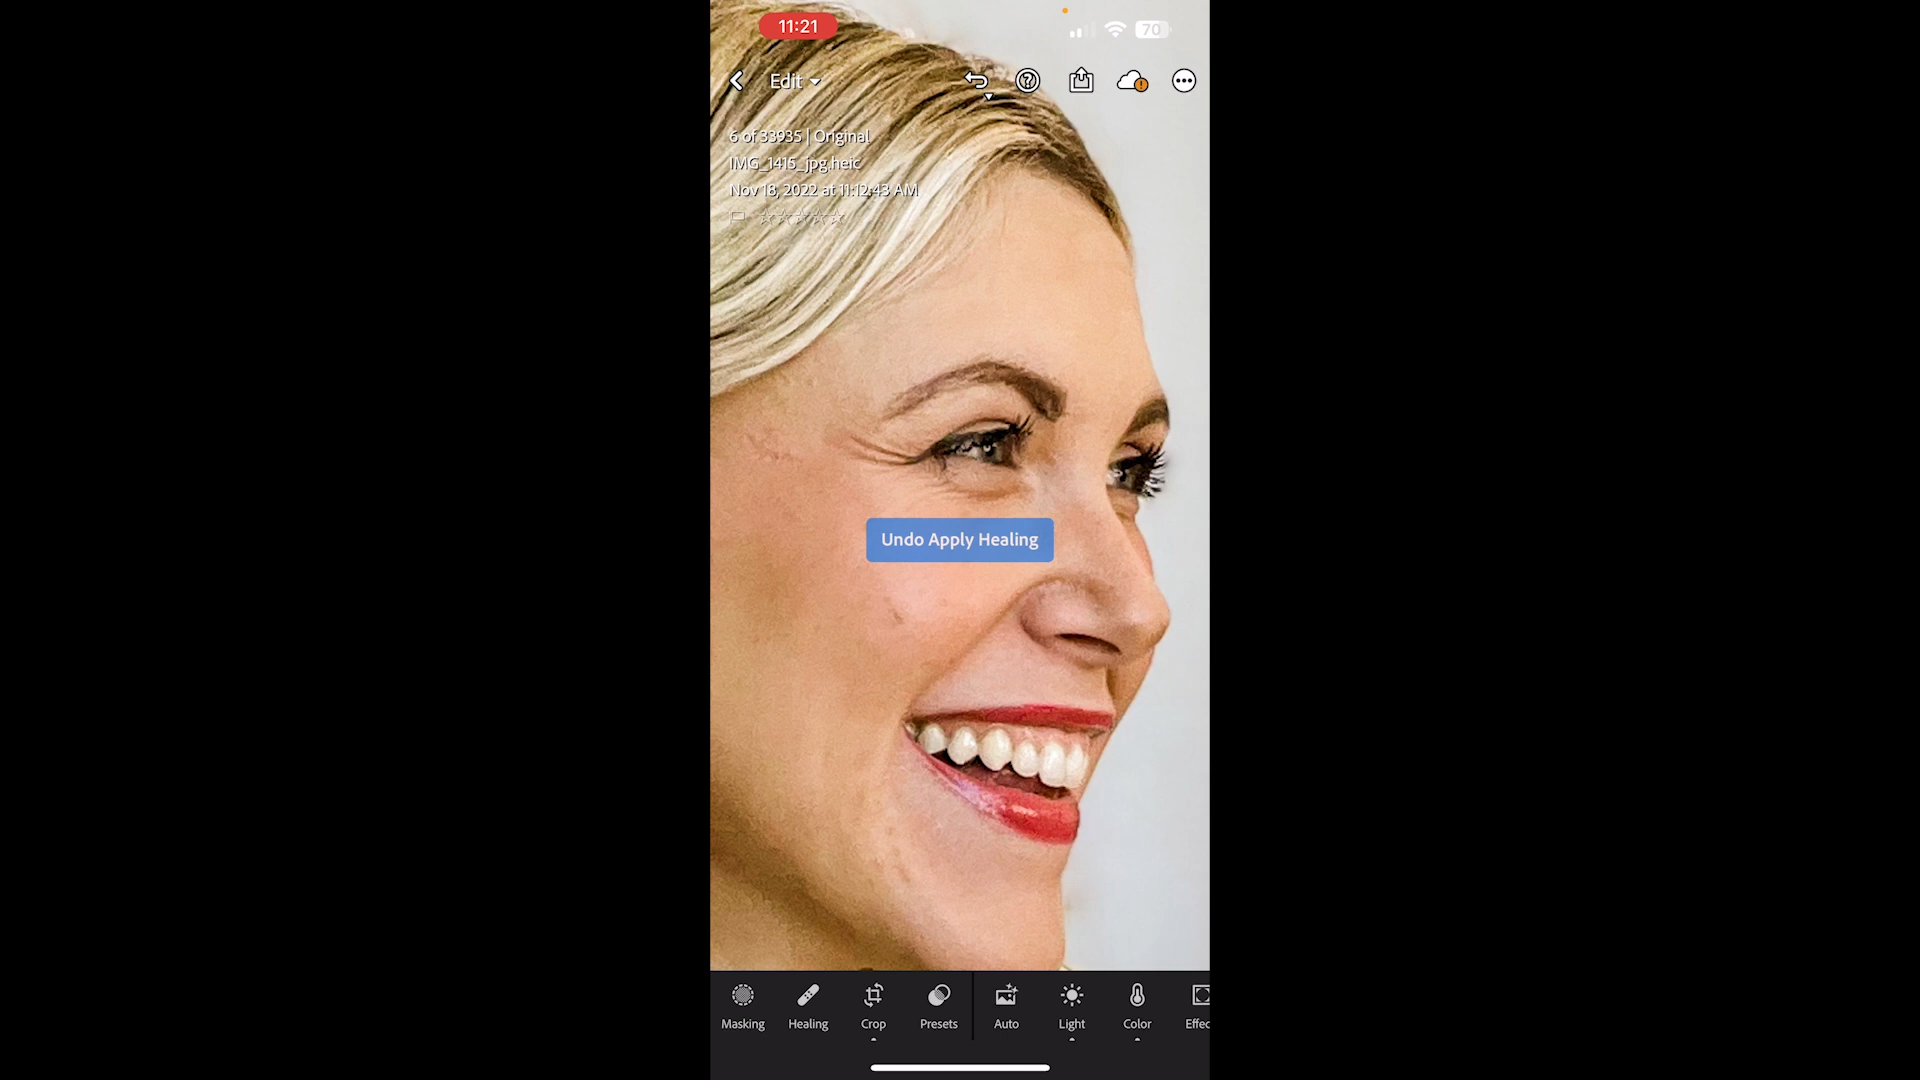 11:21
70
Edit
6 of 33935 | Original
IMG_1415_jpg.heic
Nov 18, 2022 at 11:12:43 AM
Undo Apply Healing
Masking Healing Crop Presets Auto Light Color Effec